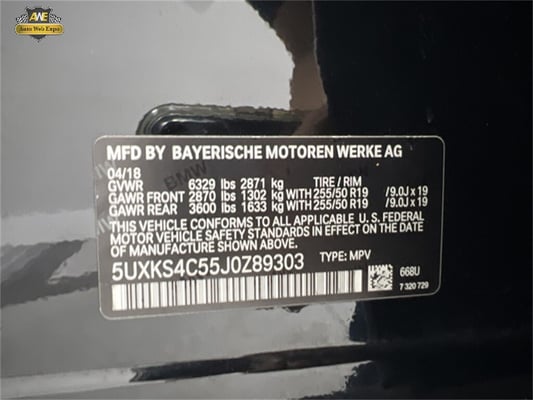 AWE
Auto Web Expo
MFD BY BAYERISCHE MOTOREN WERKE AG
04/18
GVWR 6329 lbs 2871 kg TIRE / RIM
GAWR FRONT 2870 lbs 1302 kg WITH 255/50 R19 /9.0J x 19
GAWR REAR 3600 lbs 1633 kg WITH 255/50 R19 /9.0J x 19
THIS VEHICLE CONFORMS TO ALL APPLICABLE U. S. FEDERAL
MOTOR VEHICLE SAFETY STANDARDS IN EFFECT ON THE DATE
OF MANUFACTURE SHOWN ABOVE.
5UXKS4C55J0Z89303 TYPE: MPV
668U
7 320 729